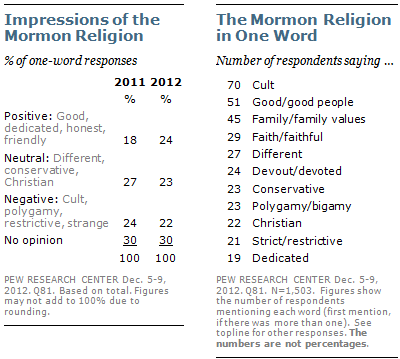 Impressions of the
Mormon Religion
% of one-word responses
2011 2012
% %
Positive: Good,
dedicated, honest,
friendly 18 24
Neutral: Different,
conservative,
Christian 27 23
Negative: Cult,
polygamy,
restrictive, strange 24 22
No opinion 30 30
100 100
PEW RESEARCH CENTER Dec. 5-9,
2012. Q81. Based on total. Figures
may not add to 100% due to
rounding.
The Mormon Religion
in One Word
Number of respondents saying ...
70 Cult
51 Good/good people
45 Family/family values
29 Faith/faithful
27 Different
24 Devout/devoted
23 Conservative
23 Polygamy/bigamy
22 Christian
21 Strict/restrictive
19 Dedicated
PEW RESEARCH CENTER Dec. 5-9,
2012. Q81. N=1,503. Figures show
the number of respondents
mentioning each word (first mention,
if there was more than one). See
topline for other responses. The
numbers are not percentages.